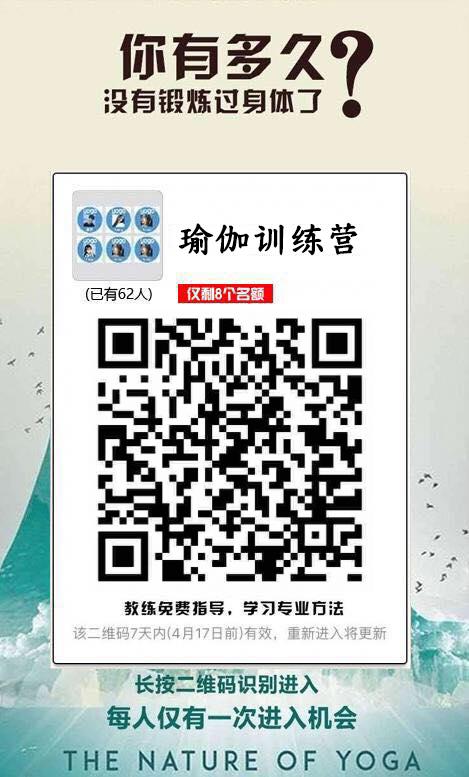 你有多久?
没有锻炼过身体了
瑜伽训练营
(已有62人)
仅剩8个名额
教练免费指导，学习专业方法
该二维码7天内(4月17日前)有效，重新进入将更新
长按二维码识别进入
每人仅有一次进入机会
THE NATURE OF YOGA